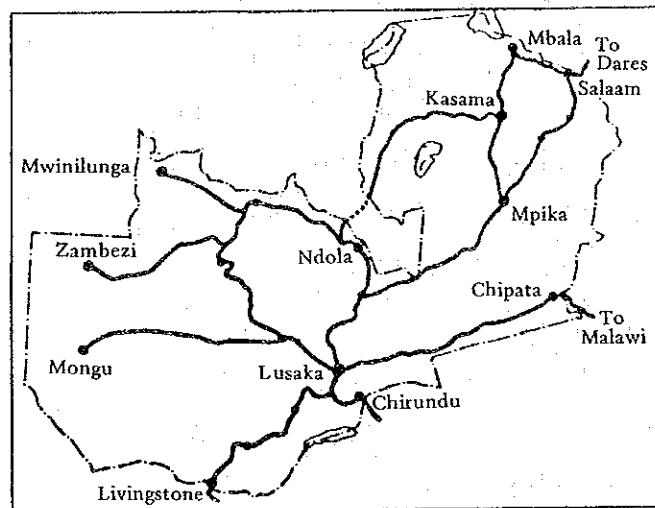 Mbala
To
Dares
Salaam
Kasama
Mwinilunga
Mpika
Zambezi
Ndola
Chipata
To
Malawi
Mongu
Lusaka
Chirundu
Livingstone